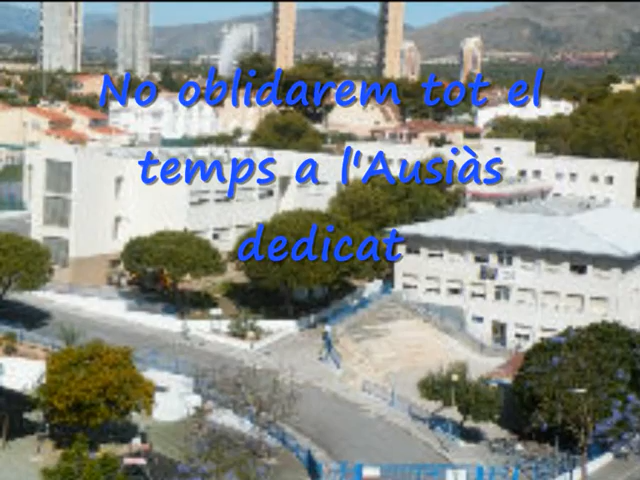 No oblidarem tot el
temps a l'Ausiàs
dedicat